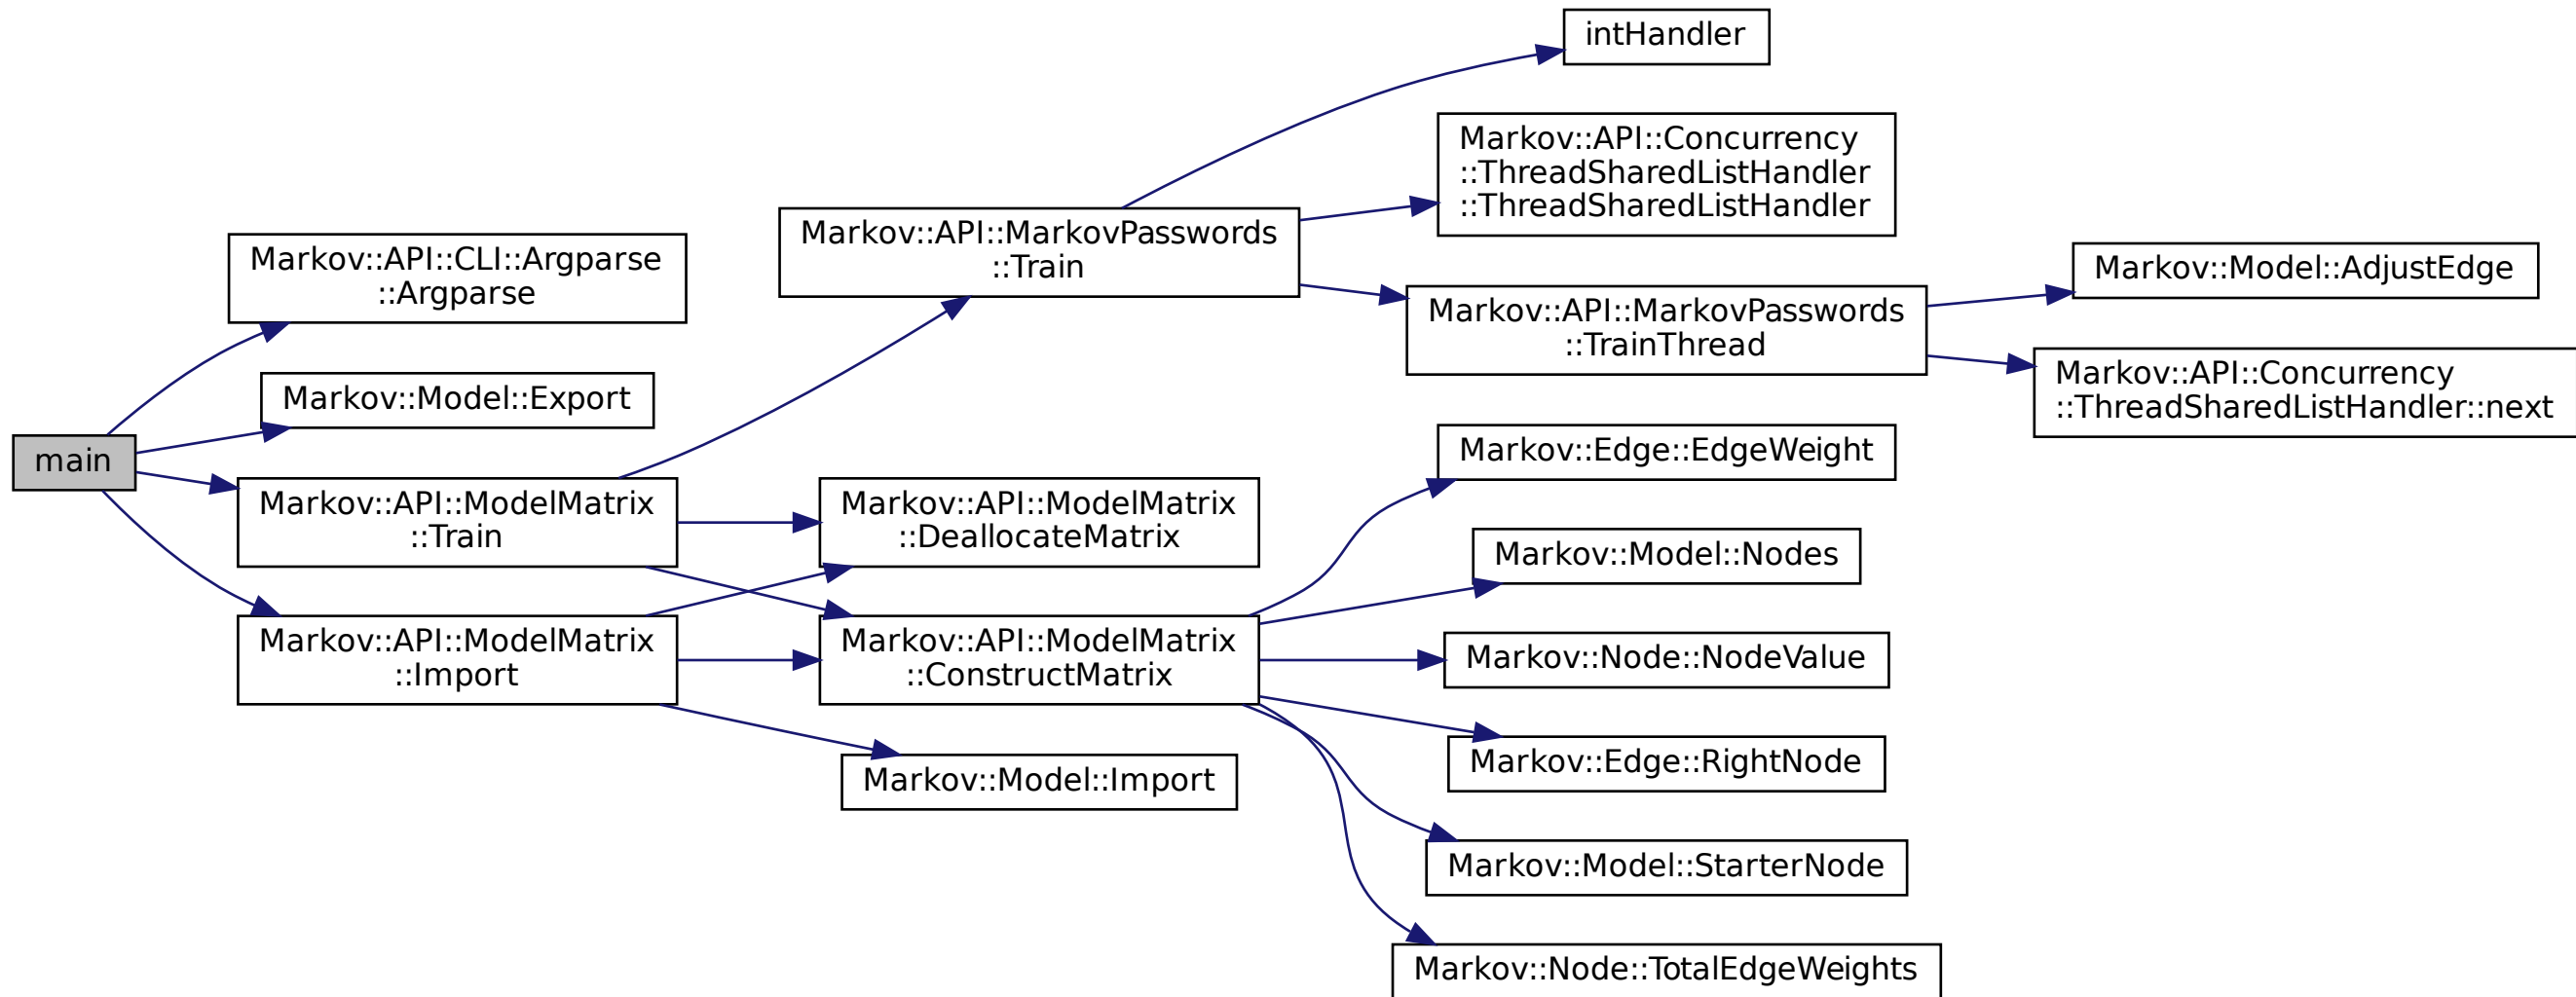 main
Markov::API::CLI::Argparse
::Argparse
Markov::Model::Export
Markov::API::ModelMatrix
::Train
Markov::API::ModelMatrix
::Import
Markov::API::MarkovPasswords
::Train
Markov::API::ModelMatrix
::DeallocateMatrix
Markov::API::ModelMatrix
::ConstructMatrix
Markov::Model::Import
intHandler
Markov::API::Concurrency
::ThreadSharedListHandler
::ThreadSharedListHandler
Markov::API::MarkovPasswords
::TrainThread
Markov::Edge::EdgeWeight
Markov::Model::Nodes
Markov::Node::NodeValue
Markov::Edge::RightNode
Markov::Model::StarterNode
Markov::Node::TotalEdgeWeights
Markov::Model::AdjustEdge
Markov::API::Concurrency
::ThreadSharedListHandler::next